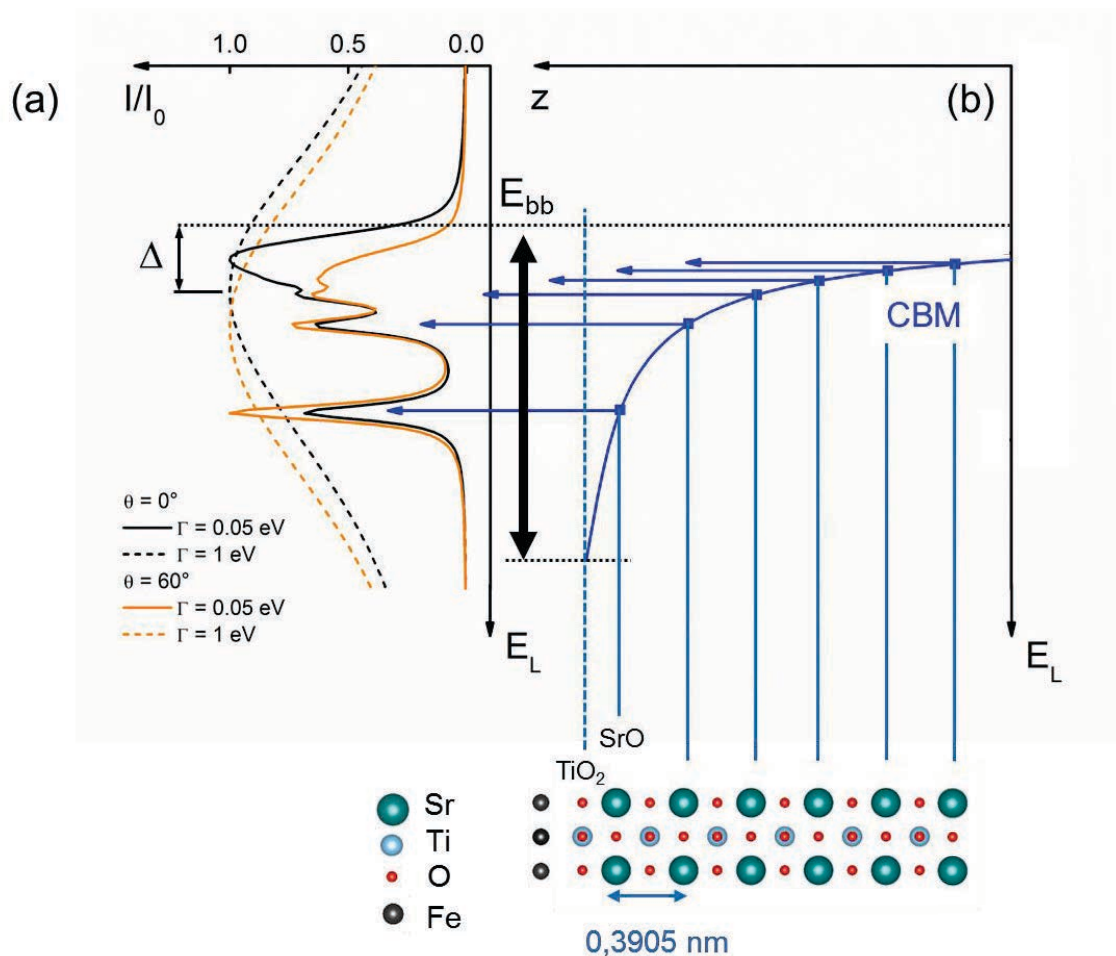 (a)
1.0 0.5 0.0
I/I0
z
(b)
Ebb
Δ
CBM
θ = 0°
Γ = 0.05 eV
Γ = 1 eV
θ = 60°
Γ = 0.05 eV
Γ = 1 eV
EL
EL
SrO
TiO2
Sr
Ti
O
Fe
0,3905 nm